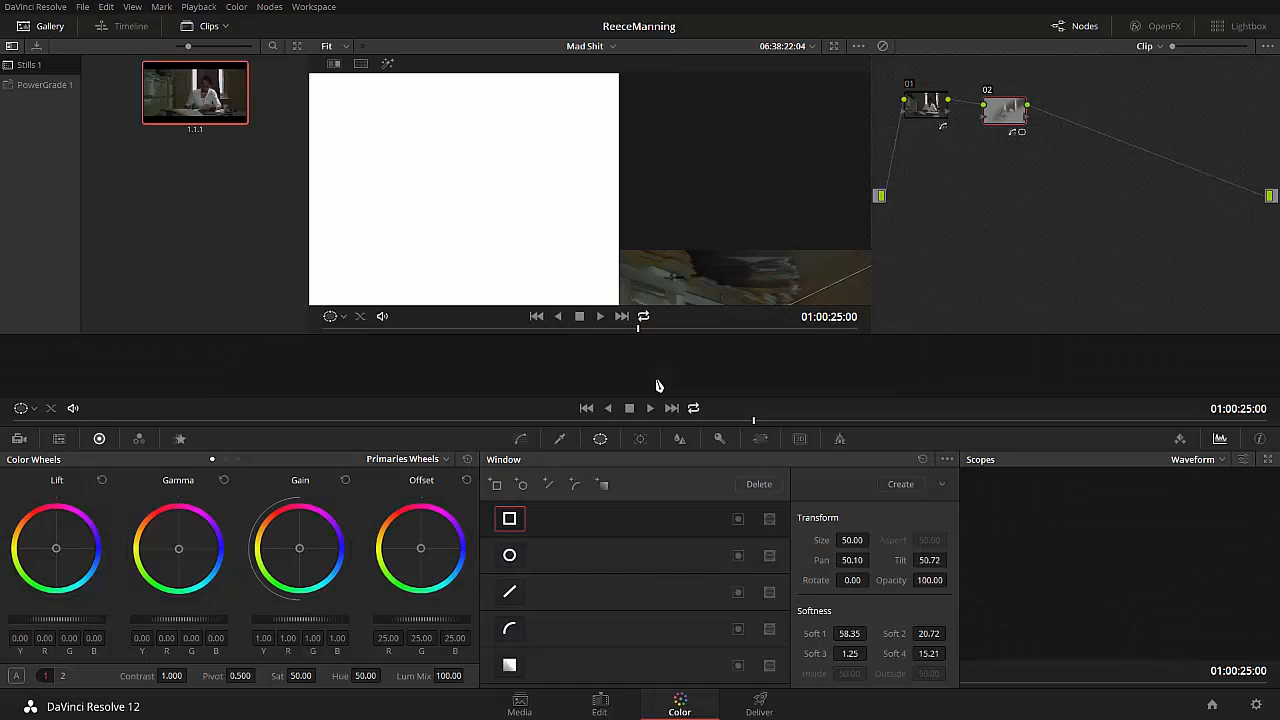 DaVinci Resolve File Edit View Mark Playback Color Nodes Workspace
Gallery Timeline Clips ReeceManning Nodes OpenFX Lightbox
Fit Mad Shit 06:38:22:04 Clip
Stills 1
PowerGrade 1
1.1.1
01
02
01:00:25:00
01:00:25:00
Color Wheels Primaries Wheels Window Scopes Waveform
Lift Gamma Gain Offset
Delete Create
Transform
Size 50.00 Aspect 50.00
Pan 50.10 Tilt 50.72
Rotate 0.00 Opacity 100.00
Softness
Soft 1 58.35 Soft 2 20.72
Soft 3 1.25 Soft 4 15.21
Inside 50.00 Outside 50.00
0.00 0.00 0.00 0.00 0.00 0.00 0.00 0.00 1.00 1.00 1.00 1.00 25.00 25.00 25.00
Y R G B Y R G B Y R G B R G B
A 1 2 Contrast 1.000 Pivot 0.500 Sat 50.00 Hue 50.00 Lum Mix 100.00
01:00:25:00
DaVinci Resolve 12 Media Edit Color Deliver